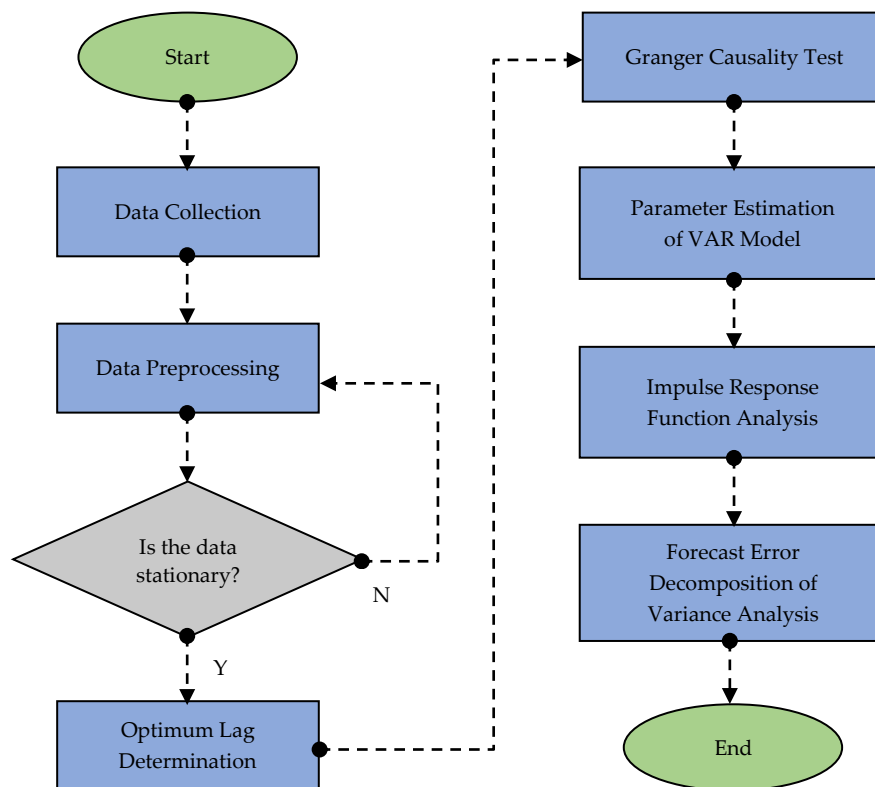 Start
Data Collection
Data Preprocessing
Is the data
stationary?
N
Y
Optimum Lag
Determination
Granger Causality Test
Parameter Estimation
of VAR Model
Impulse Response
Function Analysis
Forecast Error
Decomposition of
Variance Analysis
End